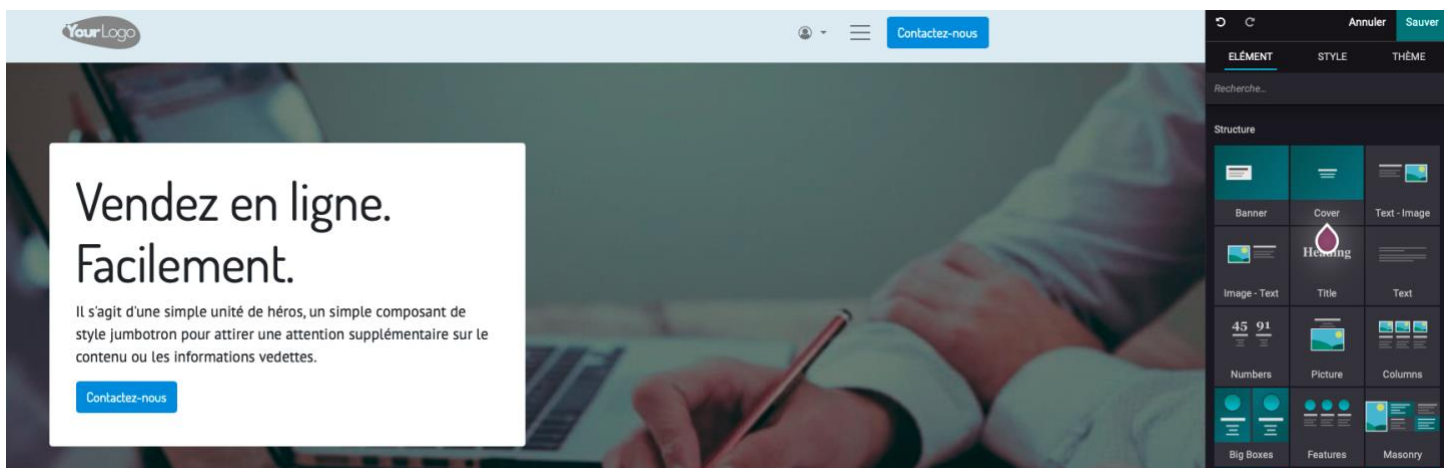 YourLogo
Contactez-nous
Vendez en ligne.
Facilement.
Il s'agit d'une simple unité de héros, un simple composant de
style jumbotron pour attirer une attention supplémentaire sur le
contenu ou les informations vedettes.
Contactez-nous
Annuler Sauver
ELÉMENT STYLE THÈME
Recherche...
Structure
Banner Cover Text - Image
Heading
Image - Text Title Text
45 91
Numbers Picture Columns
Big Boxes Features Masonry